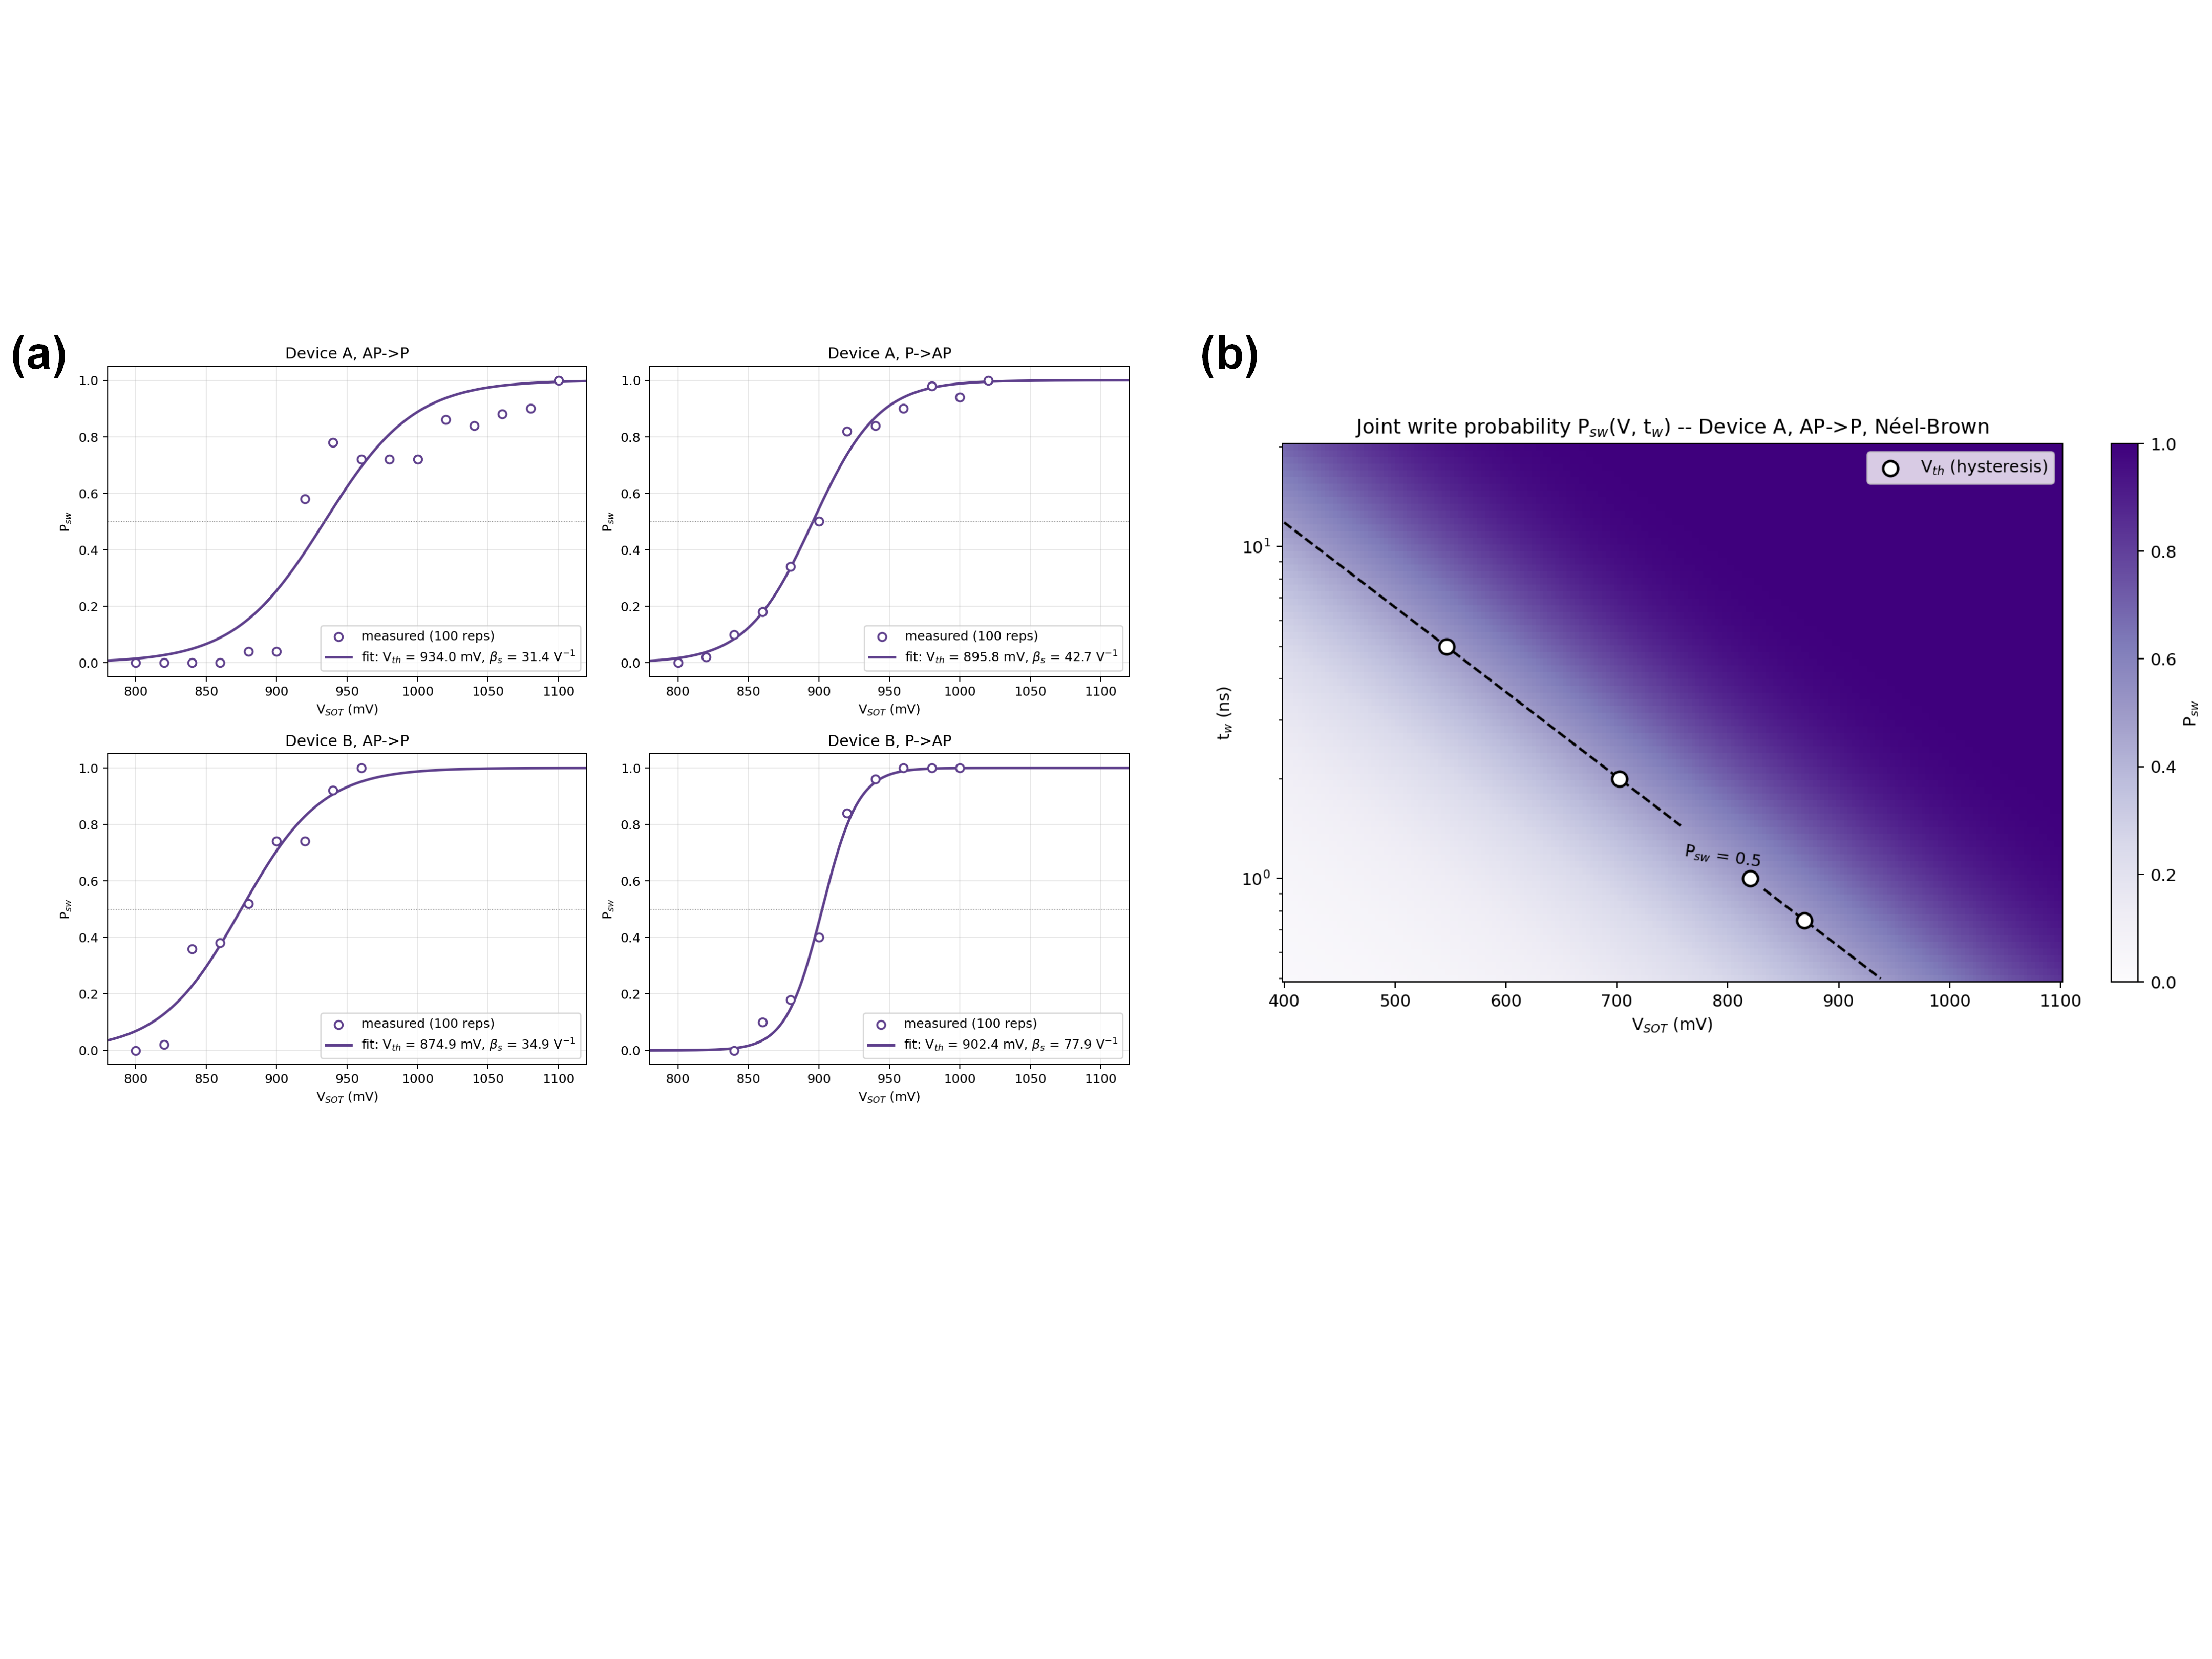 (a)
Device A, AP->P
1.0
0.8
0.6
0.4
0.2
0.0
P_sw
measured (100 reps)
fit: V_th = 934.0 mV, β_s = 31.4 V⁻¹
800 850 900 950 1000 1050 1100
V_SOT (mV)
Device A, P->AP
1.0
0.8
0.6
0.4
0.2
0.0
P_sw
measured (100 reps)
fit: V_th = 895.8 mV, β_s = 42.7 V⁻¹
800 850 900 950 1000 1050 1100
V_SOT (mV)
Device B, AP->P
1.0
0.8
0.6
0.4
0.2
0.0
P_sw
measured (100 reps)
fit: V_th = 874.9 mV, β_s = 34.9 V⁻¹
800 850 900 950 1000 1050 1100
V_SOT (mV)
Device B, P->AP
1.0
0.8
0.6
0.4
0.2
0.0
P_sw
measured (100 reps)
fit: V_th = 902.4 mV, β_s = 77.9 V⁻¹
800 850 900 950 1000 1050 1100
V_SOT (mV)
(b)
Joint write probability P_sw(V, t_w) -- Device A, AP->P, Néel-Brown
V_th (hysteresis)
10¹
10⁰
t_w (ns)
P_sw = 0.5
400 500 600 700 800 900 1000 1100
V_SOT (mV)
1.0
0.8
0.6
0.4
0.2
0.0
P_sw